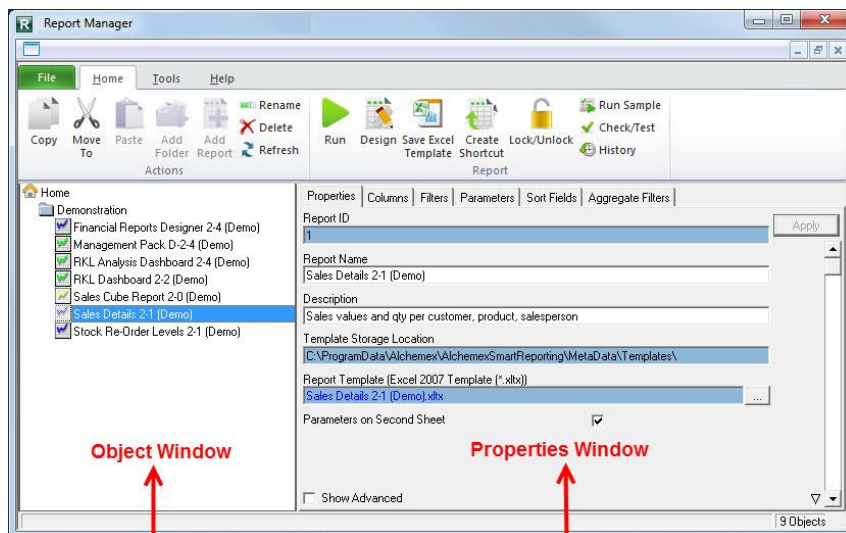 R Report Manager
File Home Tools Help
Copy
Move To
Paste
Add Folder
Add Report
Rename
Delete
Refresh
Actions
Run
Design
Save Excel Template
Create Shortcut
Lock/Unlock
Run Sample
Check/Test
History
Report
Home
Demonstration
Financial Reports Designer 2-4 (Demo)
Management Pack D-2-4 (Demo)
RKL Analysis Dashboard 2-4 (Demo)
RKL Dashboard 2-2 (Demo)
Sales Cube Report 2-0 (Demo)
Sales Details 2-1 (Demo)
Stock Re-Order Levels 2-1 (Demo)
Object Window
Properties Columns Filters Parameters Sort Fields Aggregate Filters
Report ID
1
Apply
Report Name
Sales Details 2-1 (Demo)
Description
Sales values and qty per customer, product, salesperson
Template Storage Location
C:\ProgramData\Alchemex\AlchemexSmartReporting\MetaData\Templates\
Report Template (Excel 2007 Template (*.xltx))
Sales Details 2-1 (Demo).xltx
...
Parameters on Second Sheet
Properties Window
Show Advanced
9 Objects